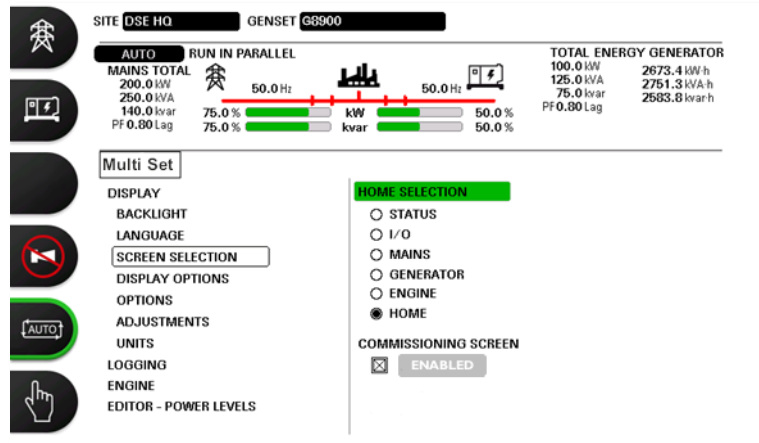 SITE DSE HQ GENSET G8900
AUTO RUN IN PARALLEL
MAINS TOTAL
200.0 kW
250.0 kVA
140.0 kvar
PF 0.80 Lag
50.0 Hz
50.0 Hz
75.0 % kW 50.0 %
75.0 % kvar 50.0 %
TOTAL ENERGY GENERATOR
100.0 kW 2673.4 kW·h
125.0 kVA 2751.3 kVA·h
75.0 kvar 2583.8 kvar·h
PF 0.80 Lag
Multi Set
DISPLAY
BACKLIGHT
LANGUAGE
SCREEN SELECTION
DISPLAY OPTIONS
OPTIONS
ADJUSTMENTS
UNITS
LOGGING
ENGINE
EDITOR - POWER LEVELS
HOME SELECTION
STATUS
I/O
MAINS
GENERATOR
ENGINE
HOME
COMMISSIONING SCREEN
ENABLED
AUTO